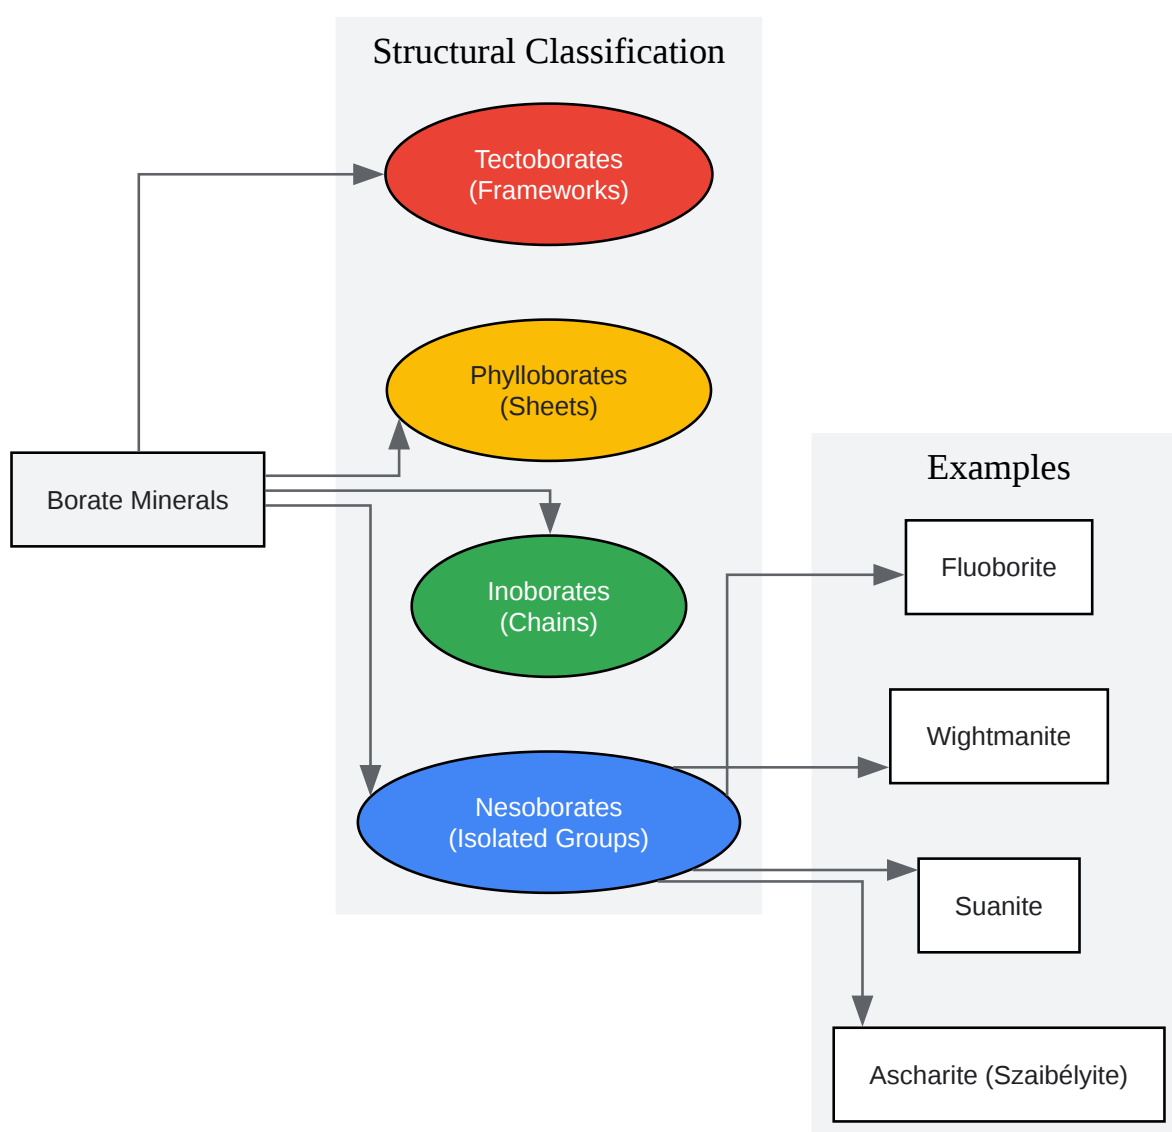 Structural Classification
Tectoborates
(Frameworks)
Phylloborates
(Sheets)
Borate Minerals
Inoborates
(Chains)
Nesoborates
(Isolated Groups)
Examples
Fluoborite
Wightmanite
Suanite
Ascharite (Szaibélyite)